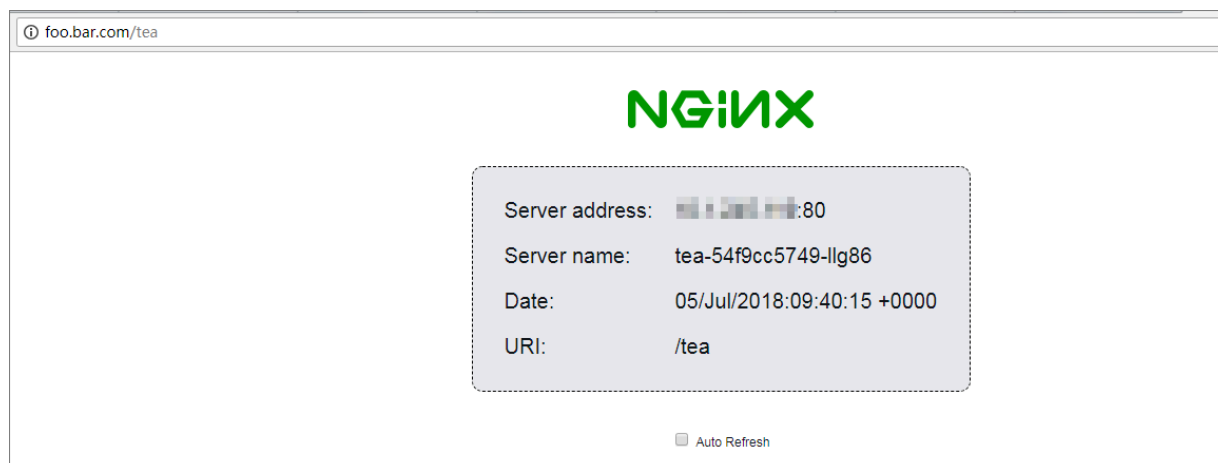 foo.bar.com/tea
NGINX
Server address: :80
Server name: tea-54f9cc5749-llg86
Date: 05/Jul/2018:09:40:15 +0000
URI: /tea
Auto Refresh